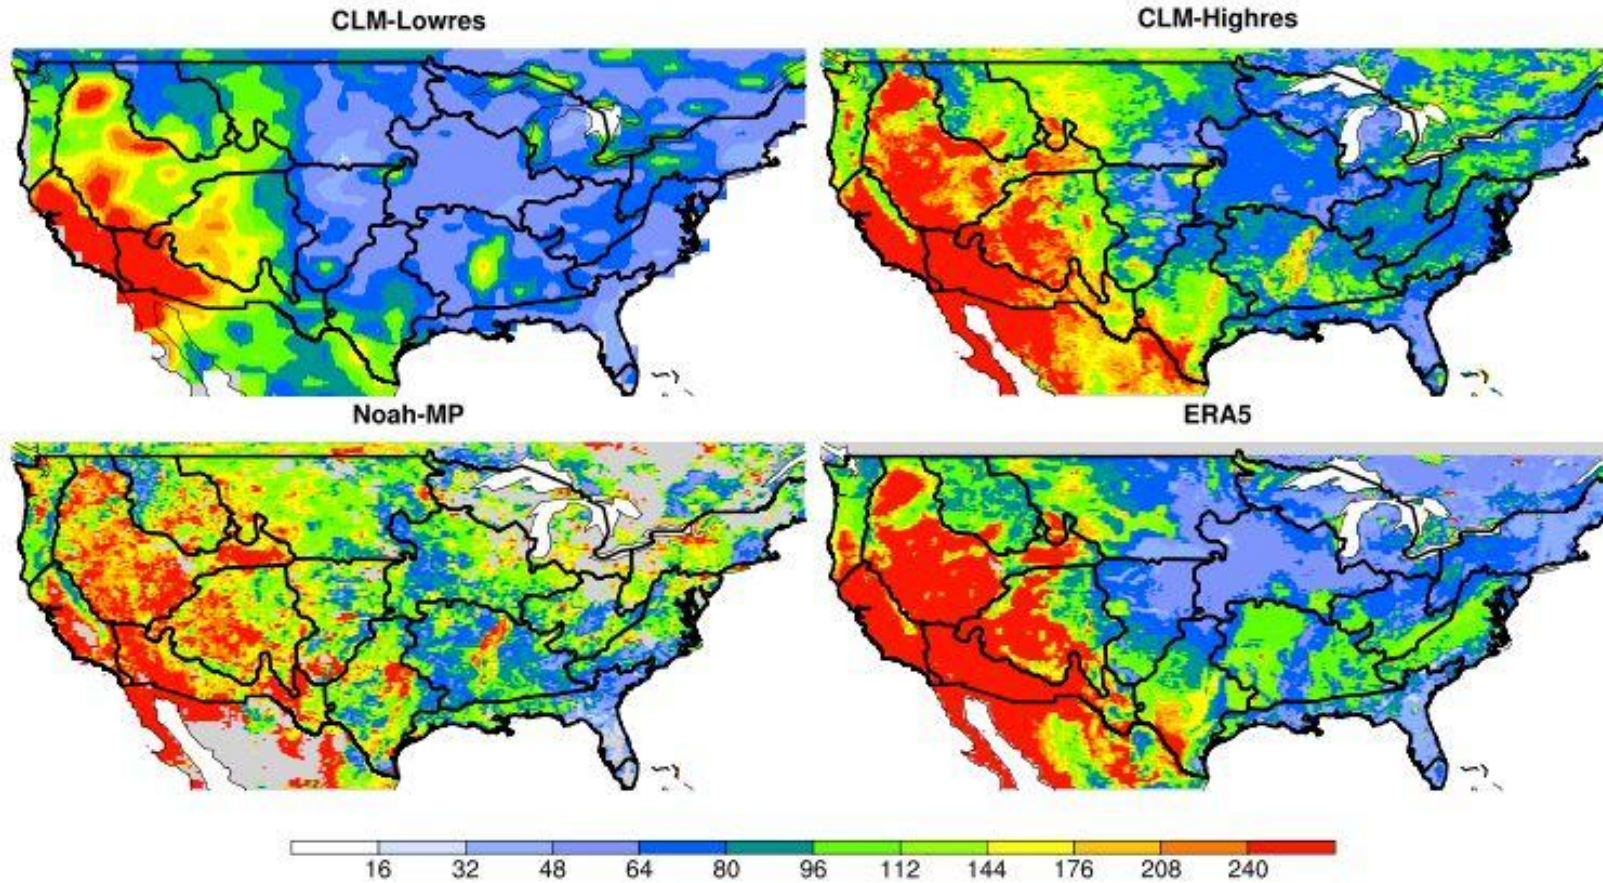 CLM-Lowres CLM-Highres
Noah-MP ERA5
16 32 48 64 80 96 112 144 176 208 240